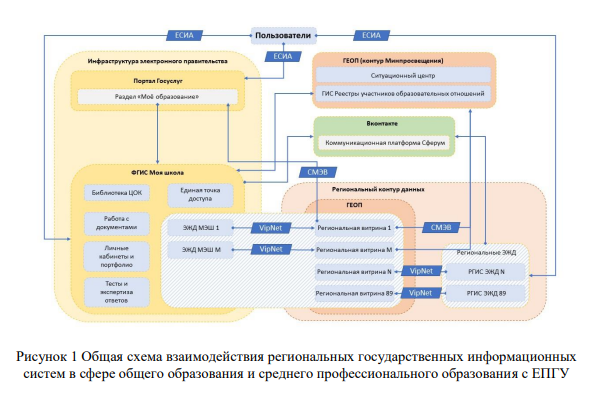 ЕСИА
Пользователи
ЕСИА
ЕСИА
Инфраструктура электронного правительства
Портал Госуслуг
Раздел «Моё образование»
ГЕОП (контур Минпросвещения)
Ситуационный центр
ГИС Реестры участников образовательных отношений
Вконтакте
Коммуникационная платформа Сферум
ФГИС Моя школа
Библиотека ЦОК
Единая точка
доступа
Работа с
документами
Личные
кабинеты и
портфолио
Тесты и
экспертиза
ответов
СМЭВ
Региональный контур данных
ГЕОП
ЭЖД МЭШ 1
VipNet
Региональная витрина 1
СМЭВ
ЭЖД МЭШ М
VipNet
Региональная витрина М
Региональные ЭЖД
Региональная витрина N
VipNet
РГИС ЭЖД N
Региональная витрина 89
VipNet
РГИС ЭЖД 89
Рисунок 1 Общая схема взаимодействия региональных государственных информационных
систем в сфере общего образования и среднего профессионального образования с ЕПГУ